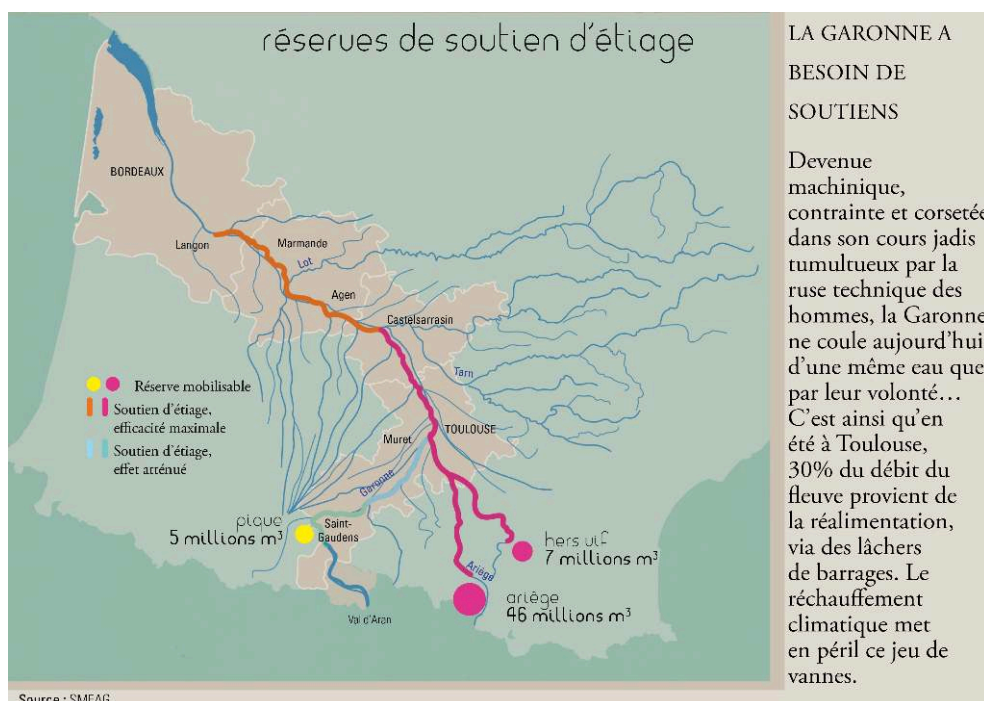 réserves de soutien d'étiage
BORDEAUX
Langon
Marmande
Lot
Agen
Castelsarrasin
Tarn
Réserve mobilisable
Soutien d'étiage,
efficacité maximale
Soutien d'étiage,
effet atténué
TOULOUSE
Muret
Garonne
pique
5 millions m³
Saint-
Gaudens
hers vif
7 millions m³
Ariège
ariège
46 millions m³
Val d'Aran
Source : SMEAG
LA GARONNE A
BESOIN DE
SOUTIENS
Devenue
machinique,
contrainte et corsetée
dans son cours jadis
tumultueux par la
ruse technique des
hommes, la Garonne
ne coule aujourd'hui
d'une même eau que
par leur volonté…
C'est ainsi qu'en
été à Toulouse,
30% du débit du
fleuve provient de
la réalimentation,
via des lâchers
de barrages. Le
réchauffement
climatique met
en péril ce jeu de
vannes.